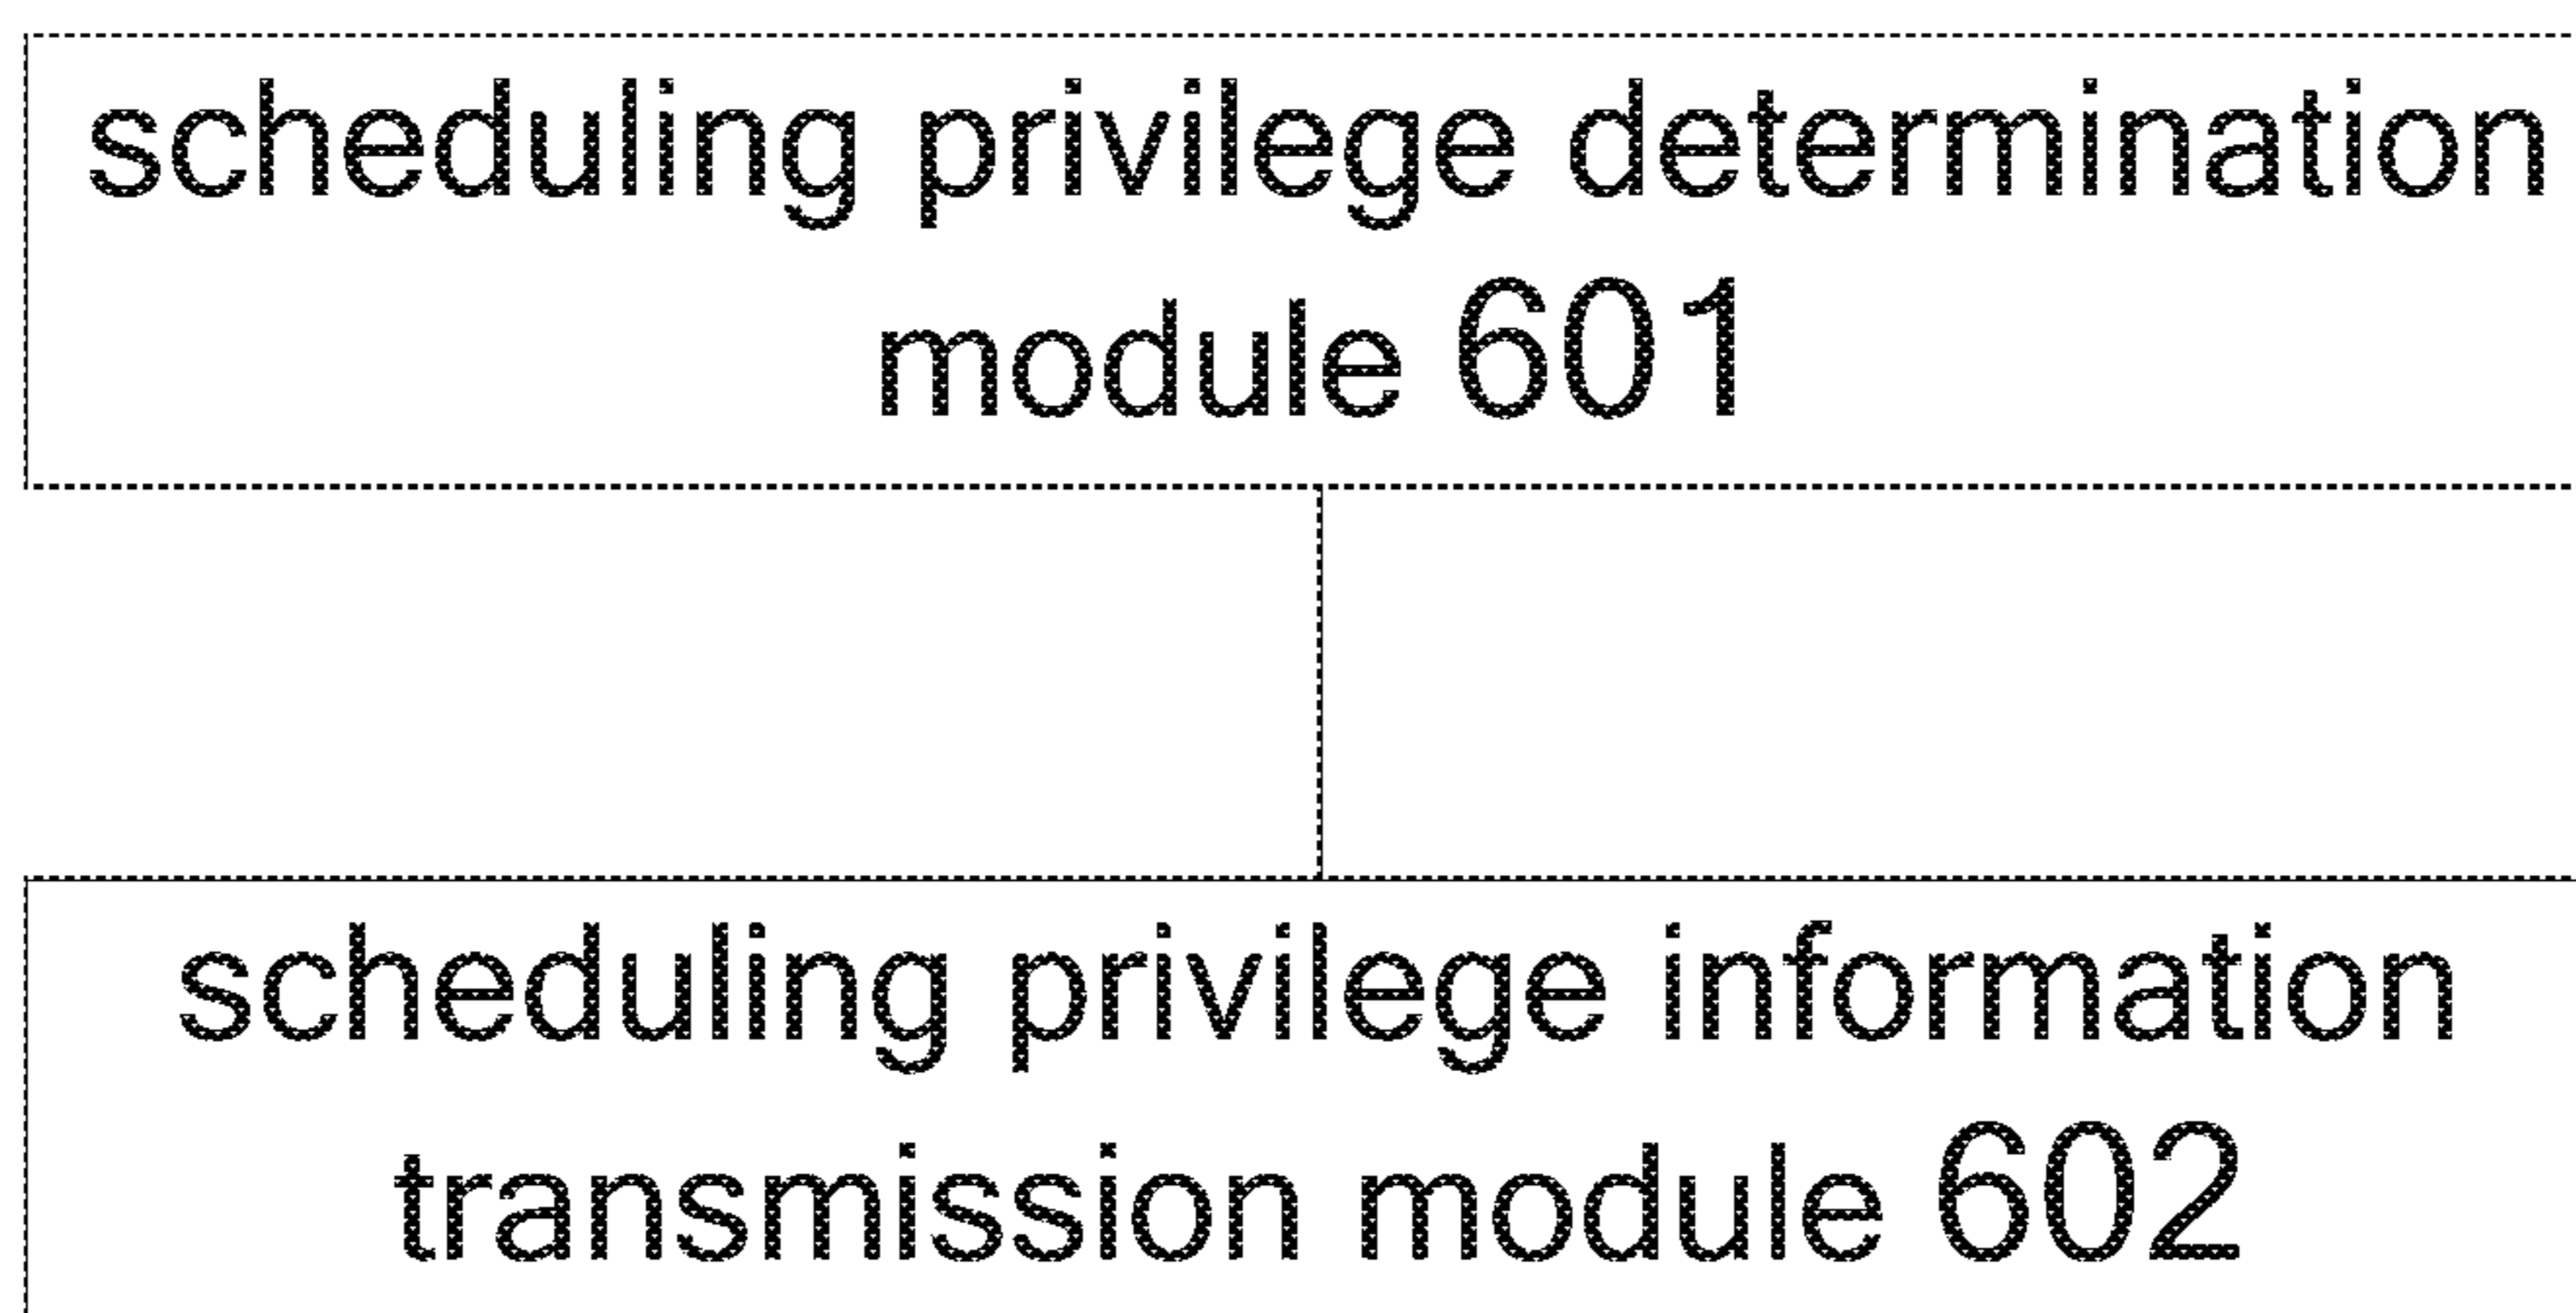 scheduling privilege determination
module 601
scheduling privilege information
transmission module 602